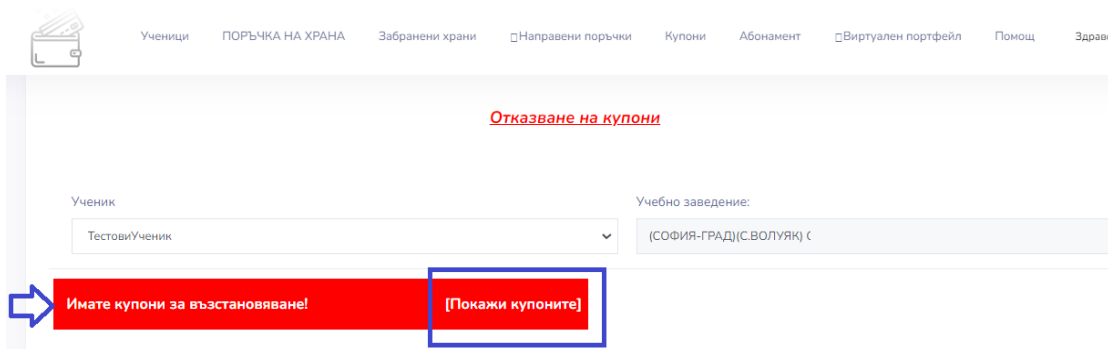 Ученици ПОРЪЧКА НА ХРАНА Забранени храни Направени поръчки Купони Абонамент Виртуален портфейл Помощ
Отказване на купони
Ученик Учебно заведение:
ТестовиУченик (СОФИЯ-ГРАД)(С.ВОЛУЯК)
Имате купони за възстановяване! [Покажи купоните]